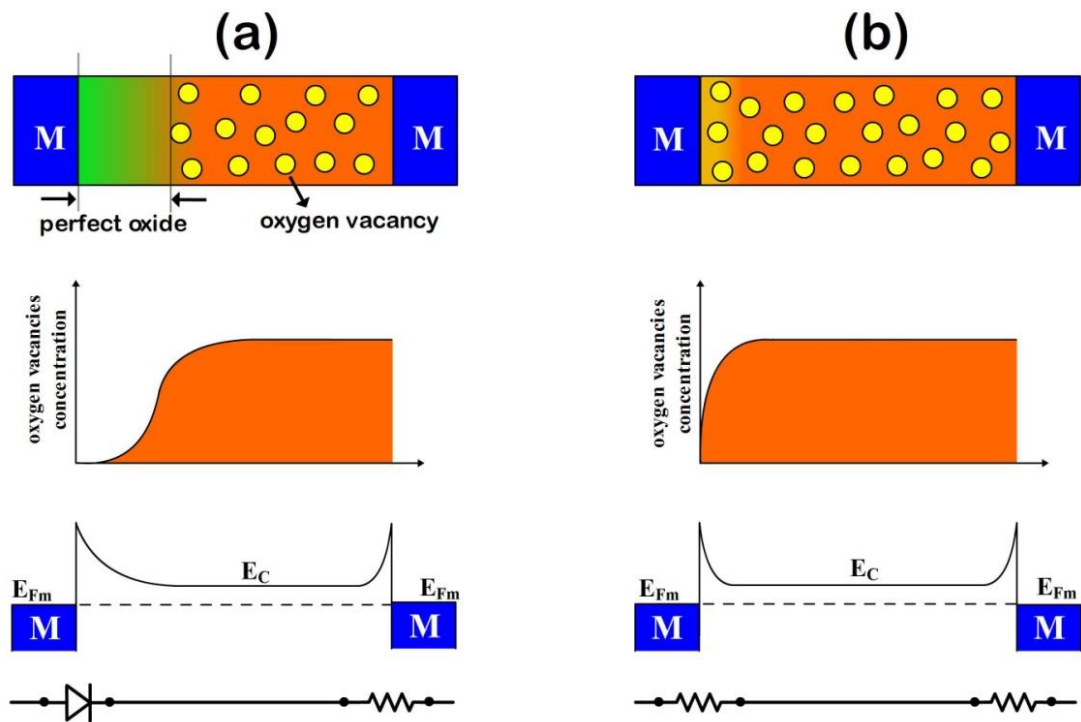 (a)
(b)
M
M
M
M
perfect oxide
oxygen vacancy
oxygen vacancies
concentration
oxygen vacancies
concentration
E_Fm
E_C
E_Fm
E_Fm
E_C
E_Fm
M
M
M
M